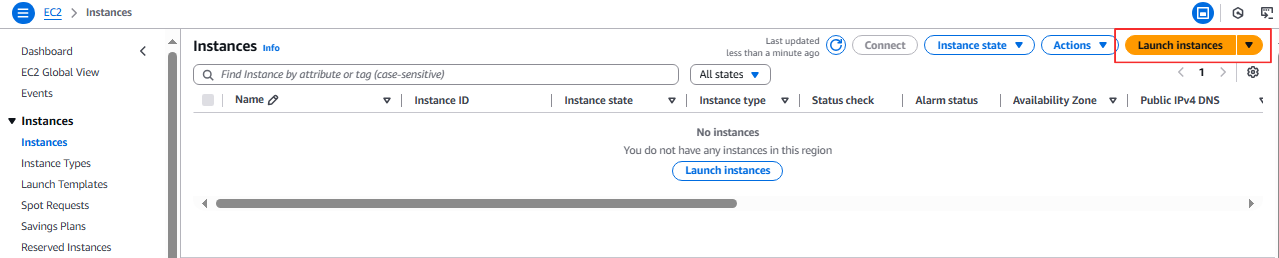 EC2 > Instances
Dashboard
EC2 Global View
Events
Instances
Instances
Instance Types
Launch Templates
Spot Requests
Savings Plans
Reserved Instances
Instances Info
Last updated
less than a minute ago
Connect
Instance state
Actions
Launch instances
Find Instance by attribute or tag (case-sensitive)
All states
1
Name
Instance ID
Instance state
Instance type
Status check
Alarm status
Availability Zone
Public IPv4 DNS
No instances
You do not have any instances in this region
Launch instances